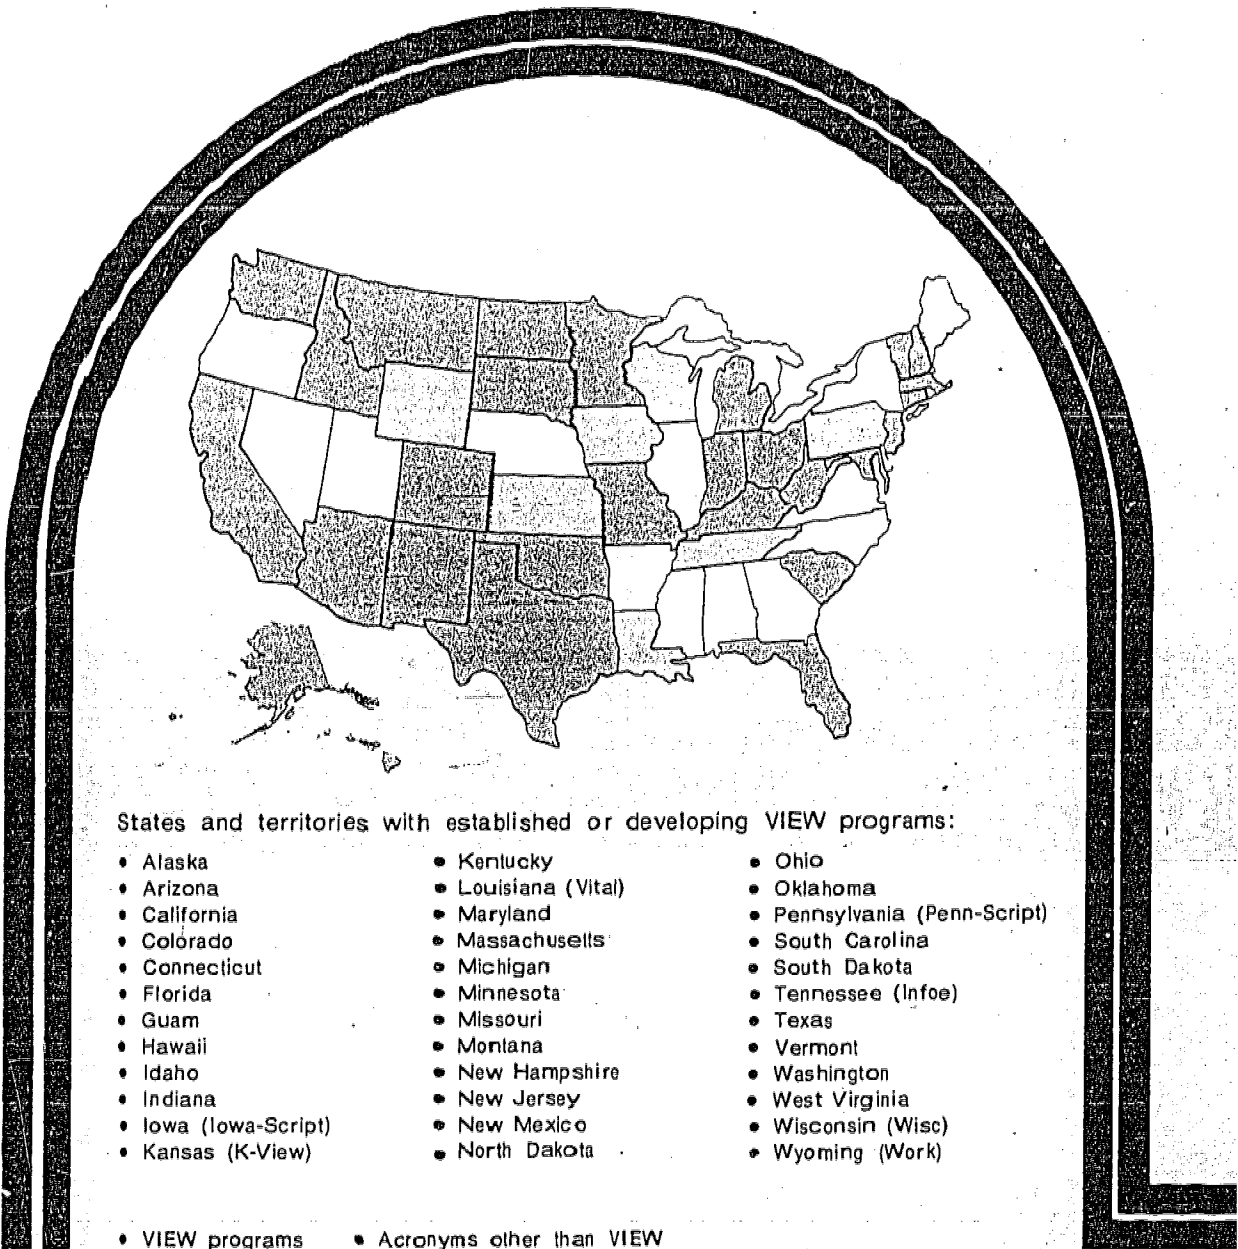 States and territories with established or developing VIEW programs:
• Alaska
• Arizona
• California
• Colorado
• Connecticut
• Florida
• Guam
• Hawaii
• Idaho
• Indiana
• Iowa (Iowa-Script)
• Kansas (K-View)
• Kentucky
• Louisiana (Vital)
• Maryland
• Massachusetts
• Michigan
• Minnesota
• Missouri
• Montana
• New Hampshire
• New Jersey
• New Mexico
• North Dakota
• Ohio
• Oklahoma
• Pennsylvania (Penn-Script)
• South Carolina
• South Dakota
• Tennessee (Infoe)
• Texas
• Vermont
• Washington
• West Virginia
• Wisconsin (Wisc)
• Wyoming (Work)
• VIEW programs • Acronyms other than VIEW